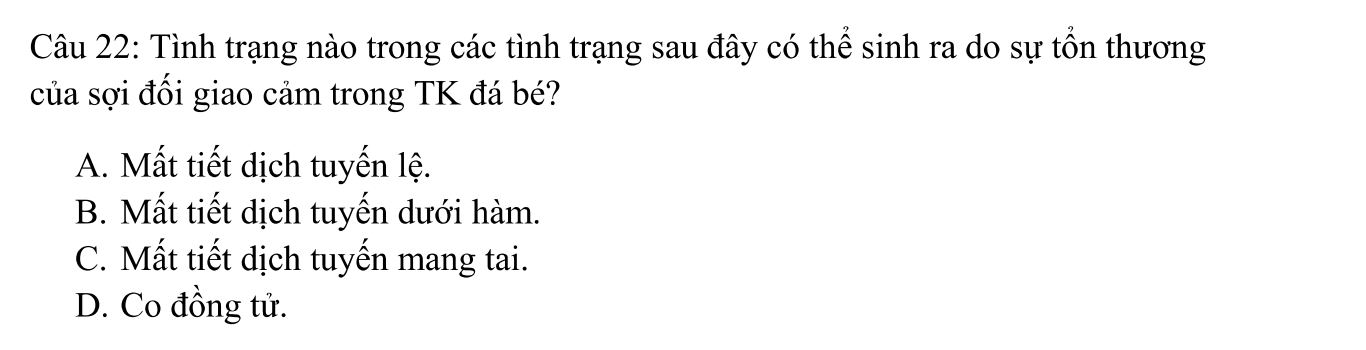 Câu 22: Tình trạng nào trong các tình trạng sau đây có thể sinh ra do sự tổn thương
của sợi đối giao cảm trong TK đá bé?
A. Mất tiết dịch tuyến lệ.
B. Mất tiết dịch tuyến dưới hàm.
C. Mất tiết dịch tuyến mang tai.
D. Co đồng tử.